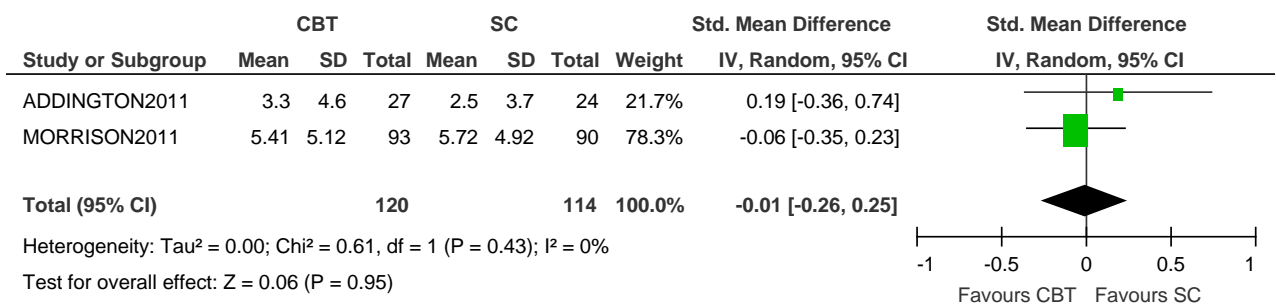 CBT SC Std. Mean Difference Std. Mean Difference
Study or Subgroup Mean SD Total Mean SD Total Weight IV, Random, 95% CI IV, Random, 95% CI
ADDINGTON2011 3.3 4.6 27 2.5 3.7 24 21.7% 0.19 [-0.36, 0.74]
MORRISON2011 5.41 5.12 93 5.72 4.92 90 78.3% -0.06 [-0.35, 0.23]
Total (95% CI) 120 114 100.0% -0.01 [-0.26, 0.25]
Heterogeneity: Tau² = 0.00; Chi² = 0.61, df = 1 (P = 0.43); I² = 0%
Test for overall effect: Z = 0.06 (P = 0.95)
-1 -0.5 0 0.5 1
Favours CBT Favours SC